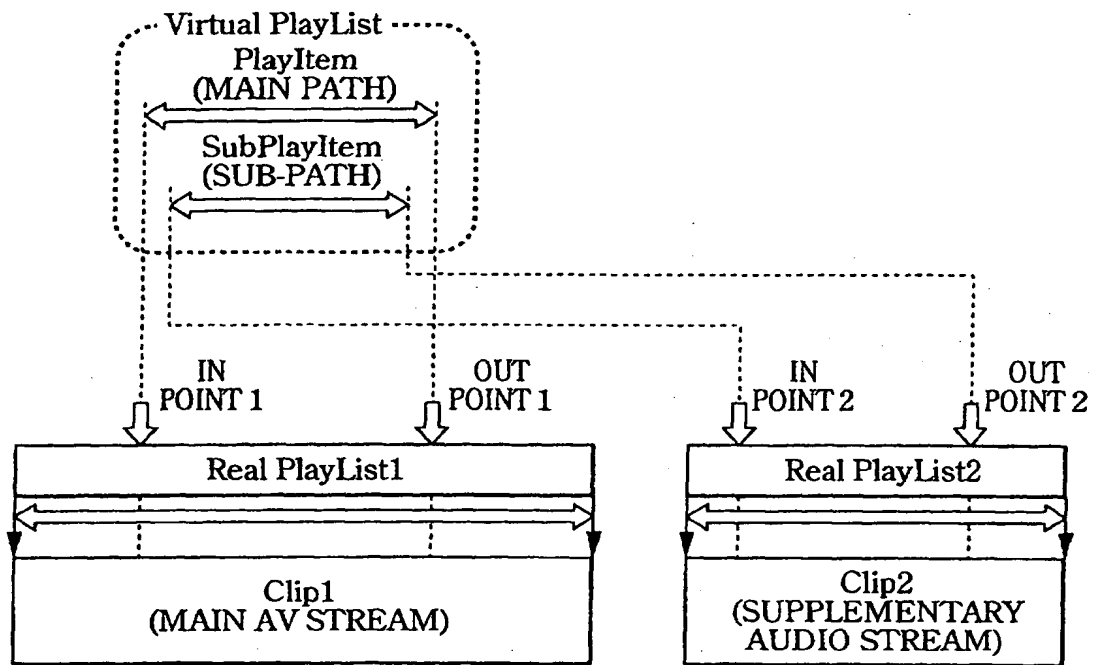 Virtual PlayList
PlayItem
(MAIN PATH)
SubPlayItem
(SUB-PATH)
IN
POINT 1
OUT
POINT 1
IN
POINT 2
OUT
POINT 2
Real PlayList1
Real PlayList2
Clip1
(MAIN AV STREAM)
Clip2
(SUPPLEMENTARY
AUDIO STREAM)